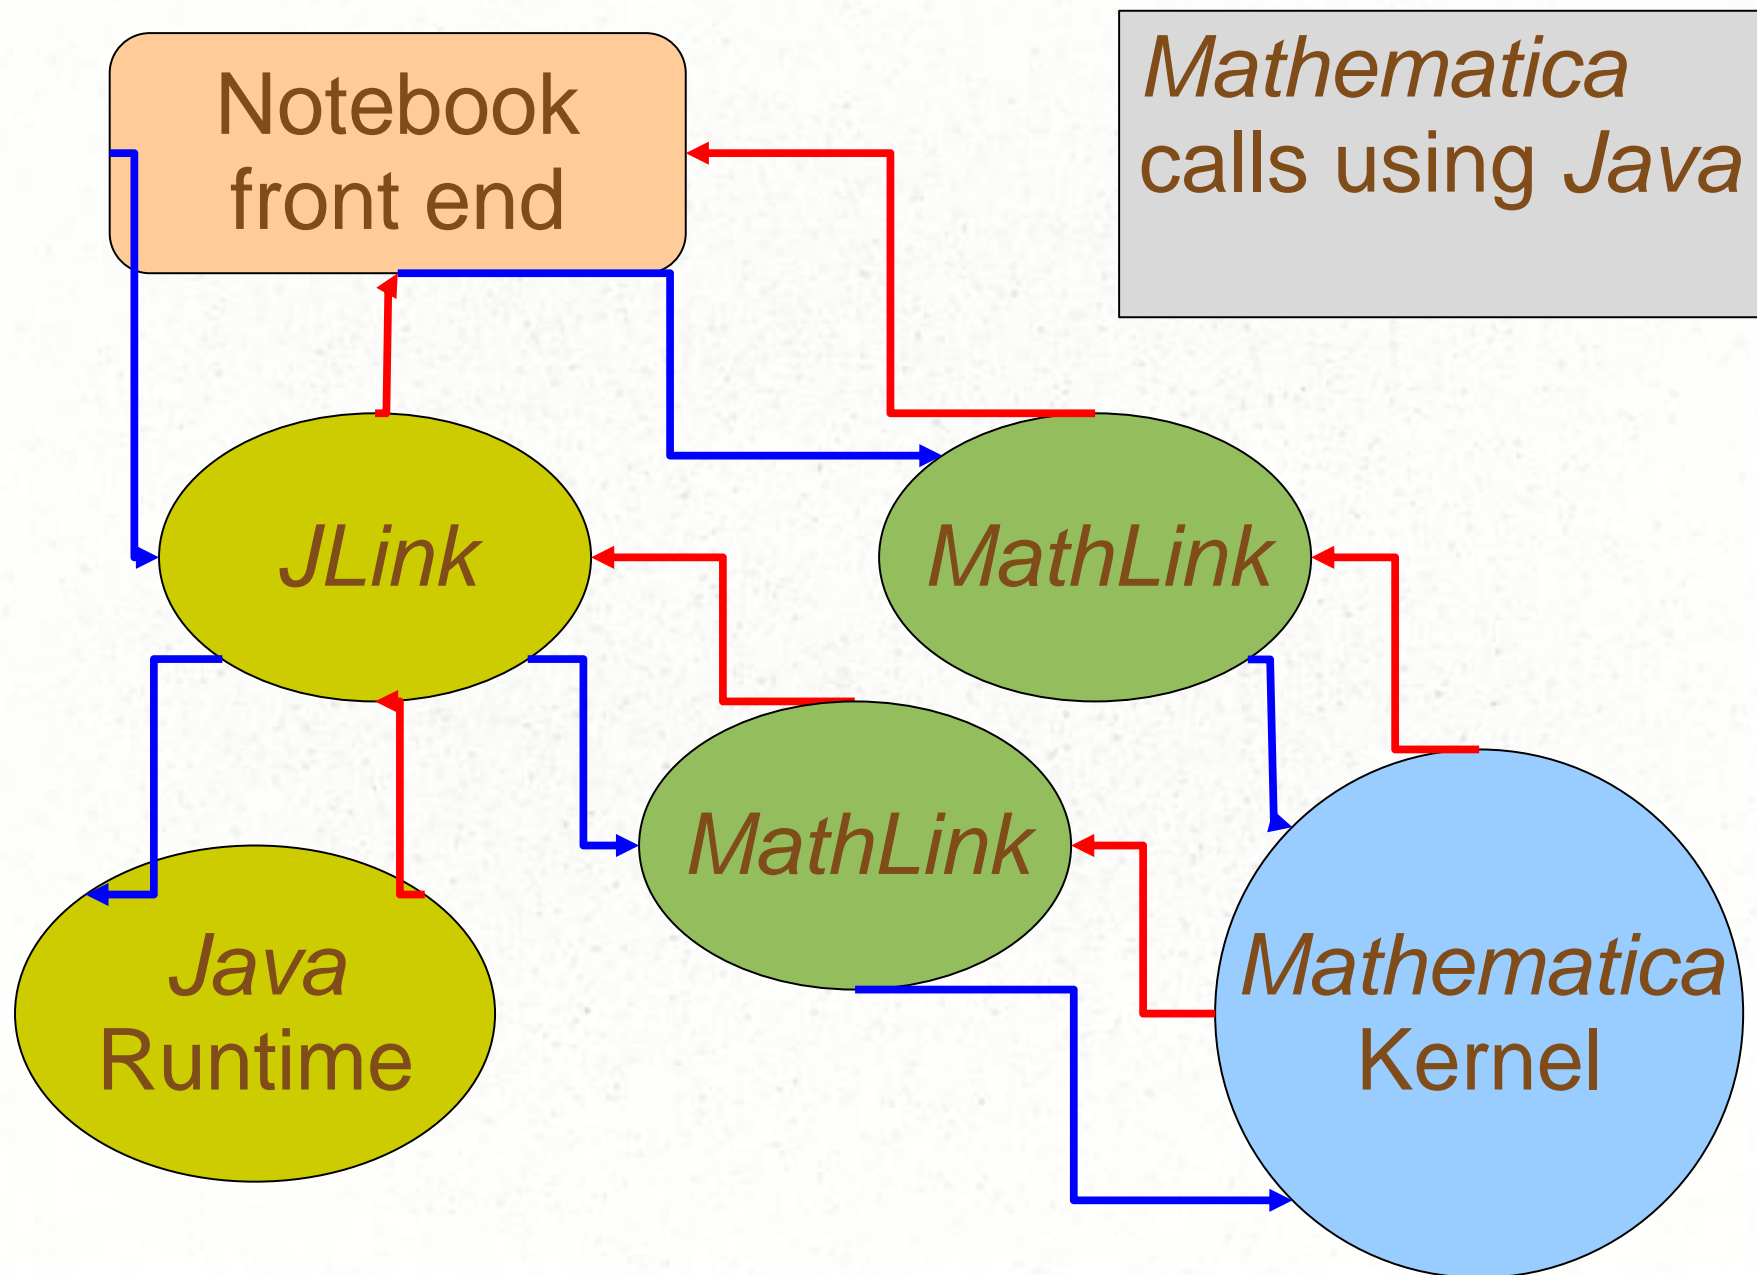 Notebook
front end
Mathematica
calls using Java
JLink
MathLink
MathLink
Java
Runtime
Mathematica
Kernel